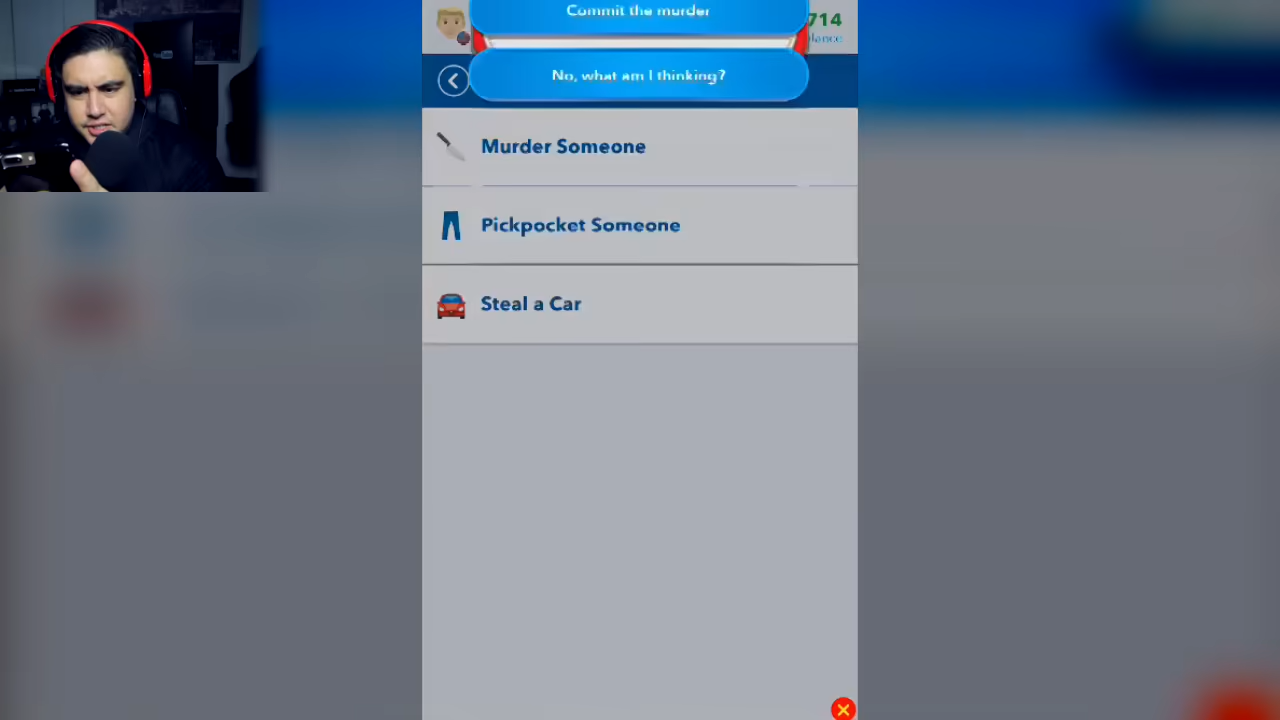 Commit the murder
714
No, what am I thinking?
Murder Someone
Pickpocket Someone
Steal a Car